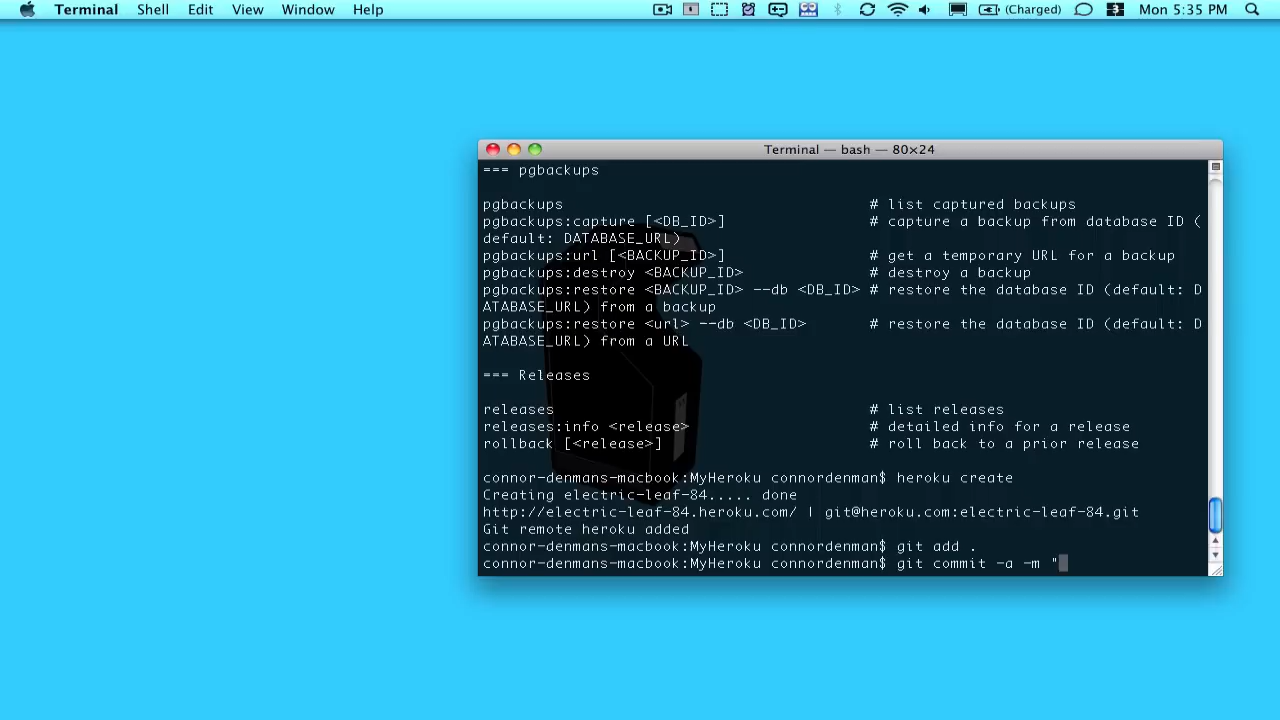 Terminal Shell Edit View Window Help (Charged) Mon 5:35 PM
Terminal — bash — 80×24
=== pgbackups
pgbackups # list captured backups
pgbackups:capture [<DB_ID>] # capture a backup from database ID (
default: DATABASE_URL)
pgbackups:url [<BACKUP_ID>] # get a temporary URL for a backup
pgbackups:destroy <BACKUP_ID> # destroy a backup
pgbackups:restore <BACKUP_ID> --db <DB_ID> # restore the database ID (default: D
ATABASE_URL) from a backup
pgbackups:restore <url> --db <DB_ID> # restore the database ID (default: D
ATABASE_URL) from a URL
=== Releases
releases # list releases
releases:info <release> # detailed info for a release
rollback [<release>] # roll back to a prior release
connor-denmans-macbook:MyHeroku connordenman$ heroku create
Creating electric-leaf-84..... done
http://electric-leaf-84.heroku.com/ | git@heroku.com:electric-leaf-84.git
Git remote heroku added
connor-denmans-macbook:MyHeroku connordenman$ git add .
connor-denmans-macbook:MyHeroku connordenman$ git commit -a -m "